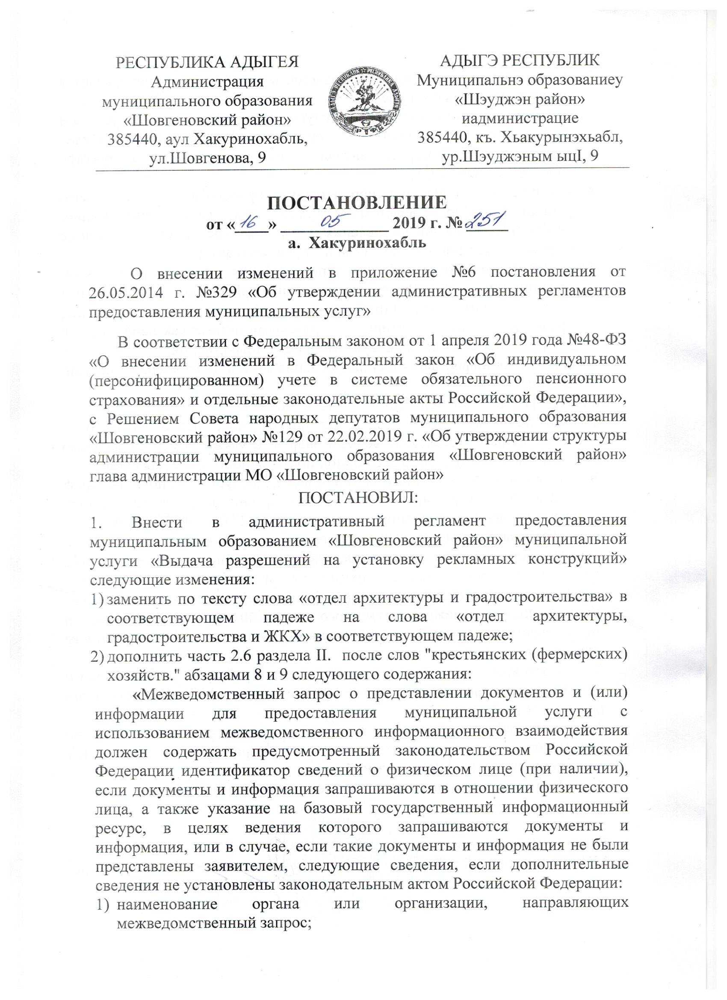 РЕСПУБЛИКА АДЫГЕЯ
Администрация
муниципального образования
«Шовгеновский район»
385440, аул Хакуринохабль,
ул.Шовгенова, 9
АДЫГЭ РЕСПУБЛИК
Муниципальнэ образованиеу
«Шэуджэн район»
иадминистрацие
385440, къ. Хьакурынэхьабл,
ур.Шэуджэным ыцI, 9
ПОСТАНОВЛЕНИЕ
от « 16 » 05 2019 г. № 251
а. Хакуринохабль
О внесении изменений в приложение №6 постановления от
26.05.2014 г. №329 «Об утверждении административных регламентов
предоставления муниципальных услуг»
В соответствии с Федеральным законом от 1 апреля 2019 года №48-ФЗ
«О внесении изменений в Федеральный закон «Об индивидуальном
(персонифицированном) учете в системе обязательного пенсионного
страхования» и отдельные законодательные акты Российской Федерации»,
с Решением Совета народных депутатов муниципального образования
«Шовгеновский район» №129 от 22.02.2019 г. «Об утверждении структуры
администрации муниципального образования «Шовгеновский район»
глава администрации МО «Шовгеновский район»
ПОСТАНОВИЛ:
1. Внести в административный регламент предоставления
муниципальным образованием «Шовгеновский район» муниципальной
услуги «Выдача разрешений на установку рекламных конструкций»
следующие изменения:
1) заменить по тексту слова «отдел архитектуры и градостроительства» в
соответствующем падеже на слова «отдел архитектуры,
градостроительства и ЖКХ» в соответствующем падеже;
2) дополнить часть 2.6 раздела II. после слов "крестьянских (фермерских)
хозяйств." абзацами 8 и 9 следующего содержания:
«Межведомственный запрос о представлении документов и (или)
информации для предоставления муниципальной услуги с
использованием межведомственного информационного взаимодействия
должен содержать предусмотренный законодательством Российской
Федерации идентификатор сведений о физическом лице (при наличии),
если документы и информация запрашиваются в отношении физического
лица, а также указание на базовый государственный информационный
ресурс, в целях ведения которого запрашиваются документы и
информация, или в случае, если такие документы и информация не были
представлены заявителем, следующие сведения, если дополнительные
сведения не установлены законодательным актом Российской Федерации:
1) наименование органа или организации, направляющих
межведомственный запрос;